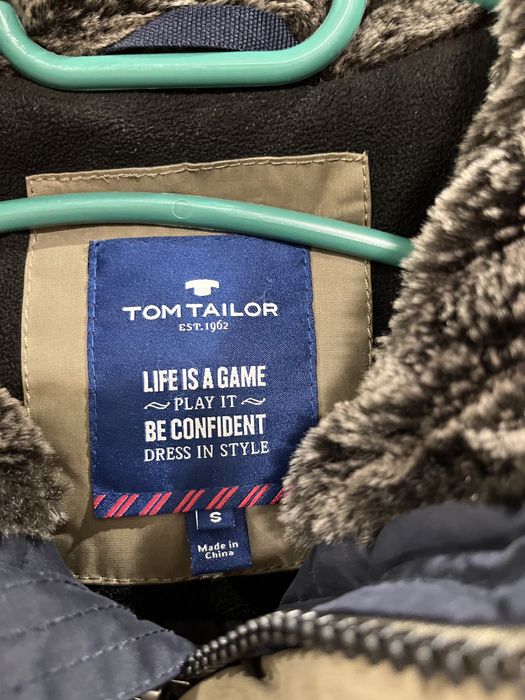 TOM TAILOR
EST. 1962
LIFE IS A GAME
PLAY IT
BE CONFIDENT
DRESS IN STYLE
S
Made in
China